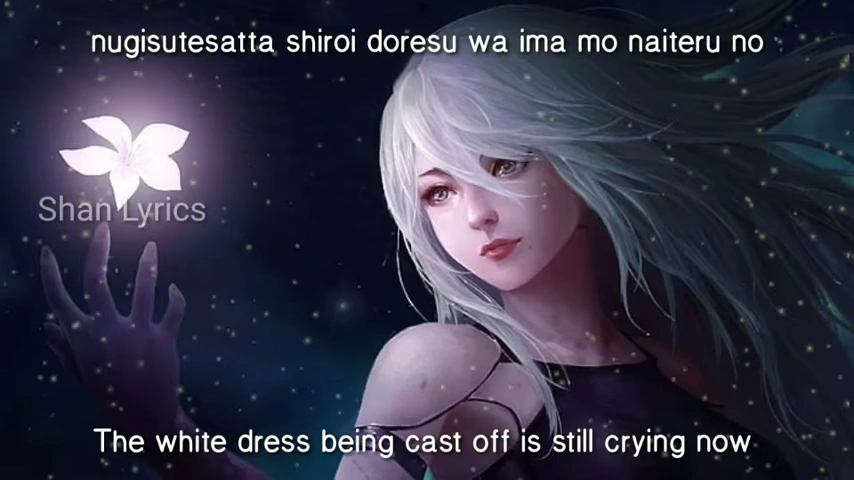 nugisutesatta shiroi doresu wa ima mo naiteru no
Shan Lyrics
The white dress being cast off is still crying now